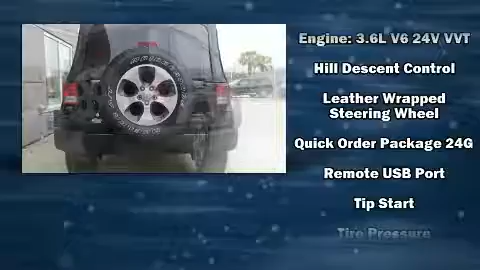 Engine: 3.6L V6 24V VVT
Hill Descent Control
Leather Wrapped
Steering Wheel
Quick Order Package 24G
Remote USB Port
Tip Start
Tire Pressure